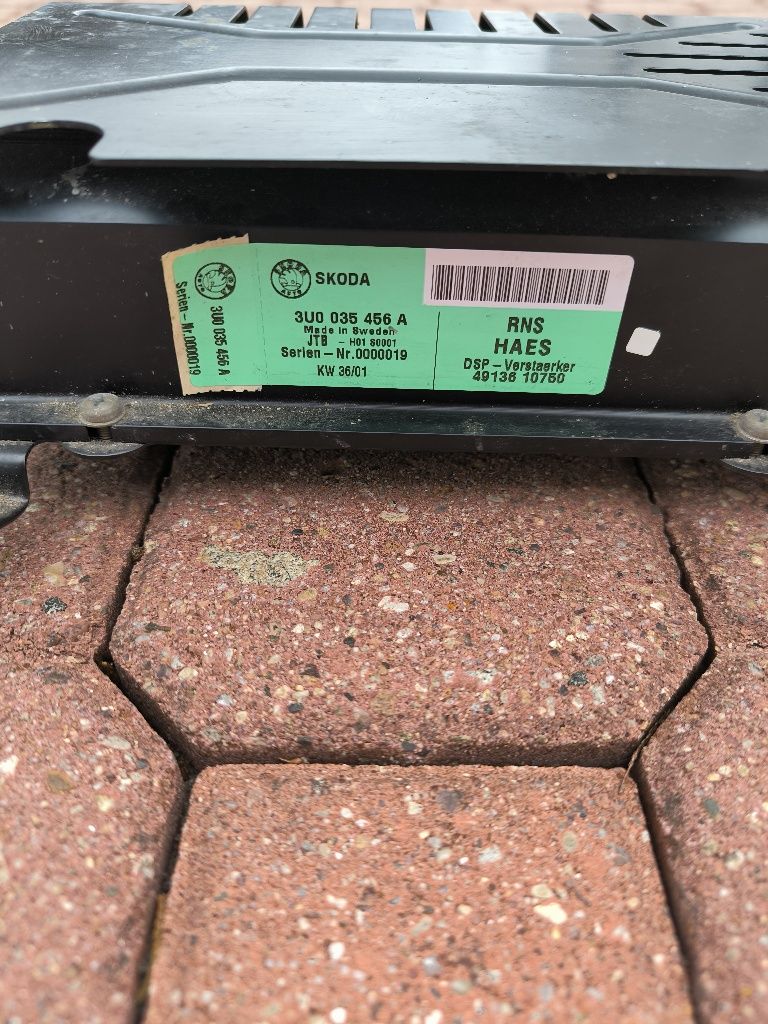 SKODA
3U0 035 456 A
Made in Sweden
JTB - H01 S0001
Serien-Nr.0000019
KW 36/01
RNS
HAES
DSP-Verstaerker
49136 10750
3U0 035 456 A
Serien-Nr.0000019